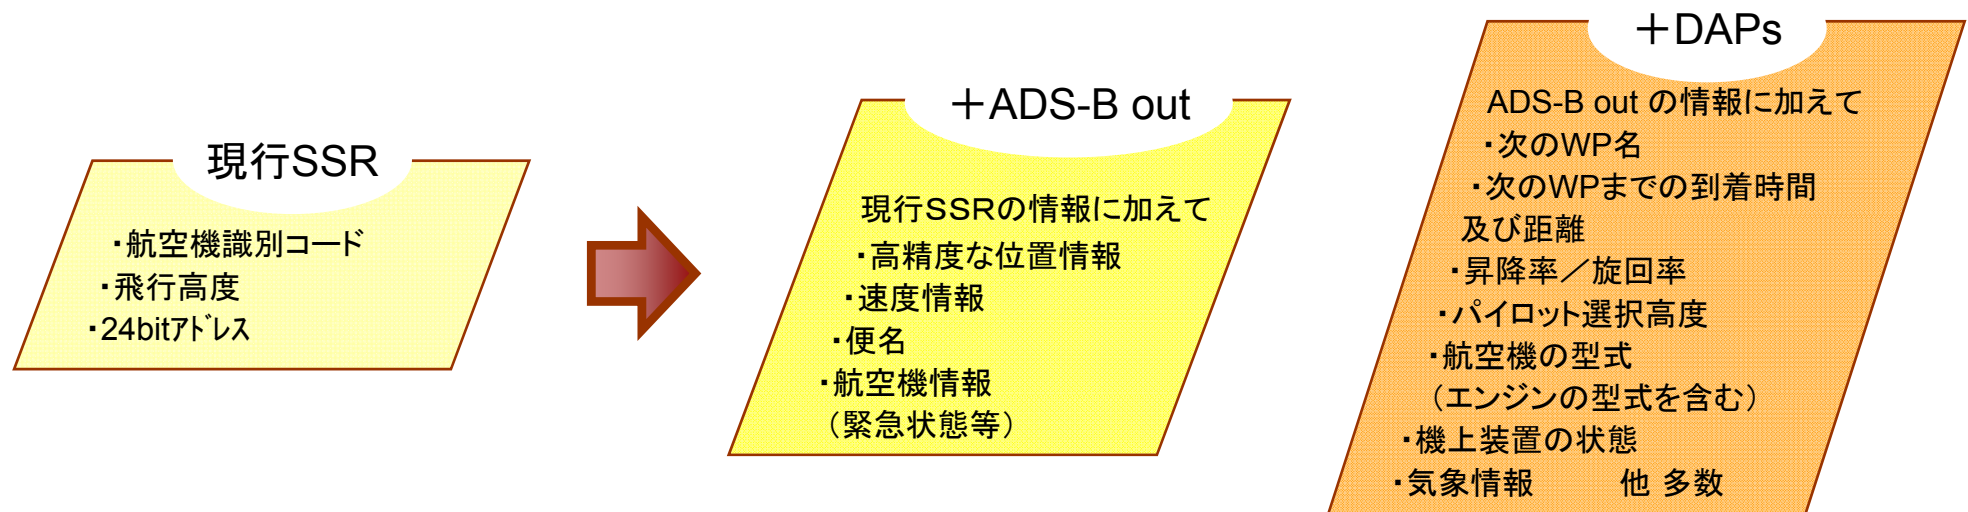 現行SSR
・航空機識別コード
・飛行高度
・24bitｱﾄﾞﾚｽ
＋ADS-B out
現行ＳＳＲの情報に加えて
・高精度な位置情報
・速度情報
・便名
・航空機情報
（緊急状態等）
＋DAPs
ADS-B out の情報に加えて
・次のWP名
・次のWPまでの到着時間
及び距離
・昇降率／旋回率
・パイロット選択高度
・航空機の型式
（エンジンの型式を含む）
・機上装置の状態
・気象情報　　　他 多数